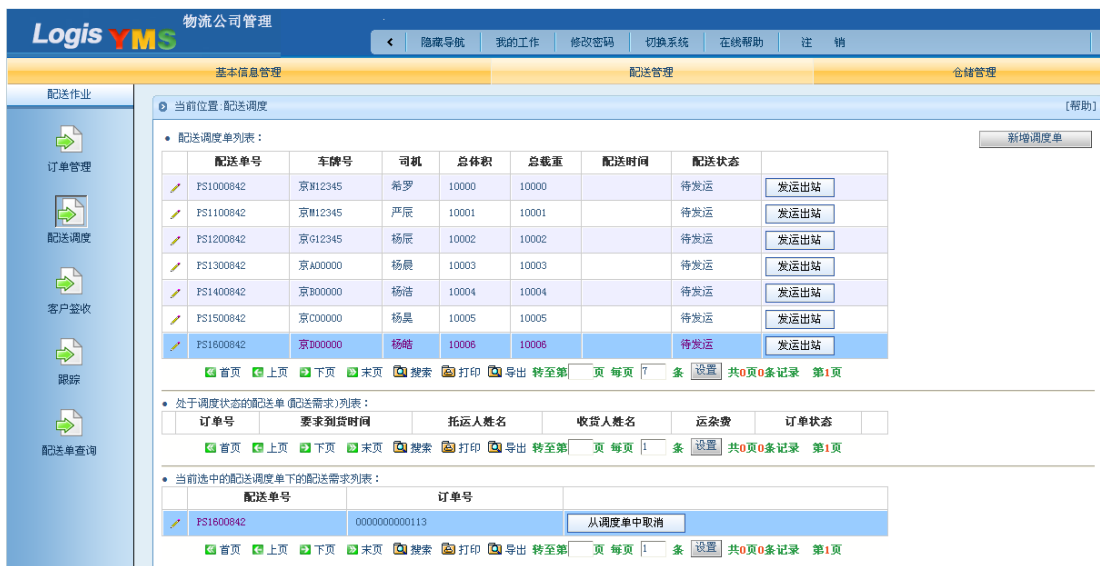 Logis YMS 物流公司管理
隐藏导航 我的工作 修改密码 切换系统 在线帮助 注 销
基本信息管理 配送管理 仓储管理
配送作业
订单管理
配送调度
客户签收
跟踪
配送单查询
当前位置:配送调度 [帮助]
配送调度单列表： 新增调度单
配送单号 车牌号 司机 总体积 总载重 配送时间 配送状态
PS1000842 京N12345 希罗 10000 10000 待发运 发运出站
PS1100842 京M12345 严辰 10001 10001 待发运 发运出站
PS1200842 京G12345 杨辰 10002 10002 待发运 发运出站
PS1300842 京A00000 杨晨 10003 10003 待发运 发运出站
PS1400842 京B00000 杨浩 10004 10004 待发运 发运出站
PS1500842 京C00000 杨昊 10005 10005 待发运 发运出站
PS1600842 京D00000 杨皓 10006 10006 待发运 发运出站
首页 上页 下页 末页 搜索 打印 导出 转至第 页 每页 7 条 设置 共0页0条记录 第1页
处于调度状态的配送单(配送需求)列表：
订单号 要求到货时间 托运人姓名 收货人姓名 运杂费 订单状态
首页 上页 下页 末页 搜索 打印 导出 转至第 页 每页 1 条 设置 共0页0条记录 第1页
当前选中的配送调度单下的配送需求列表：
配送单号 订单号
PS1600842 0000000000113 从调度单中取消
首页 上页 下页 末页 搜索 打印 导出 转至第 页 每页 1 条 设置 共0页0条记录 第1页